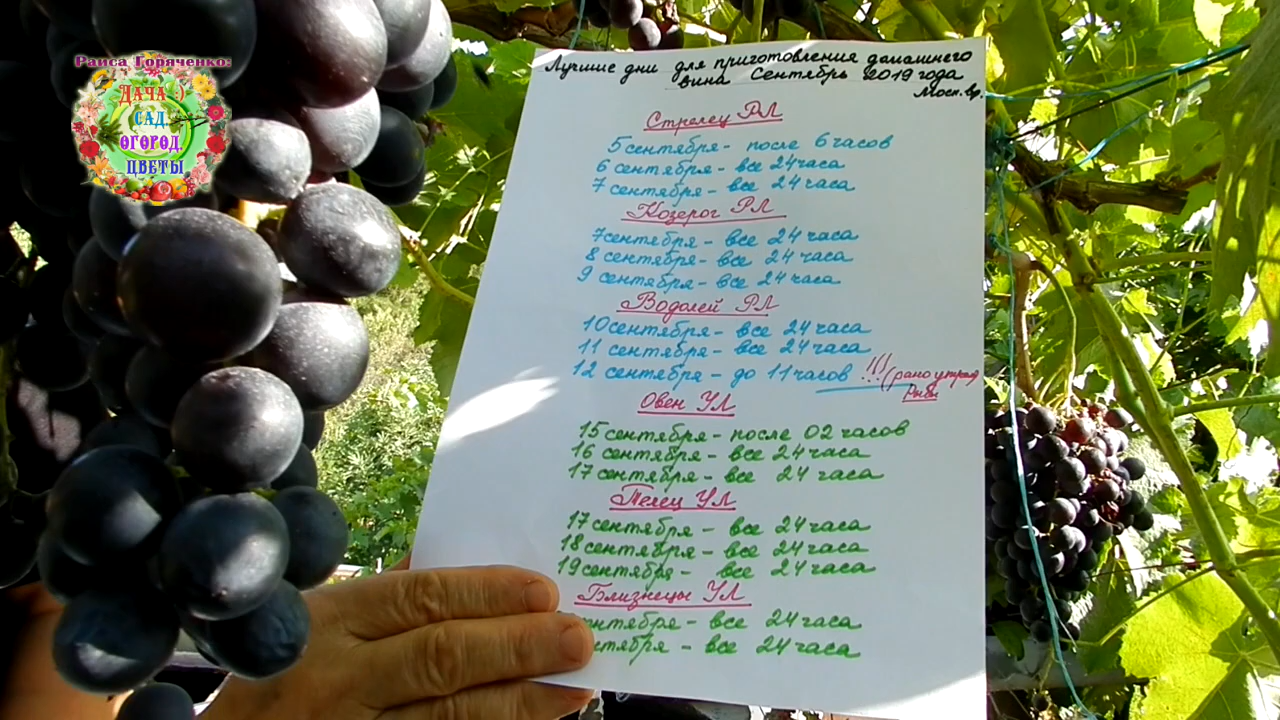 Раиса Горяченко:
ДАЧА :)
САД.
ОГОРОД.
ЦВЕТЫ
Лучшие дни для приготовления домашнего
вина Сентябрь 2019 года
Моск. вр.
Стрелец РЛ
5 сентября - после 6 часов
6 сентября - все 24 часа
7 сентября - все 24 часа
Козерог РЛ
7 сентября - все 24 часа
8 сентября - все 24 часа
9 сентября - все 24 часа
Водолей РЛ
10 сентября - все 24 часа
11 сентября - все 24 часа
12 сентября - до 11 часов !!! (рано утром)
Рыбы
Овен УЛ
15 сентября - после 02 часов
16 сентября - все 24 часа
17 сентября - все 24 часа
Телец УЛ
17 сентября - все 24 часа
18 сентября - все 24 часа
19 сентября - все 24 часа
Близнецы УЛ
нтября - все 24 часа
нтября - все 24 часа